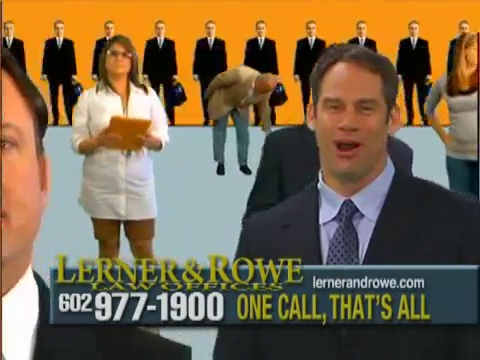 LERNER & ROWE
LAW OFFICES
lernerandrowe.com
602 977-1900 ONE CALL, THAT'S ALL